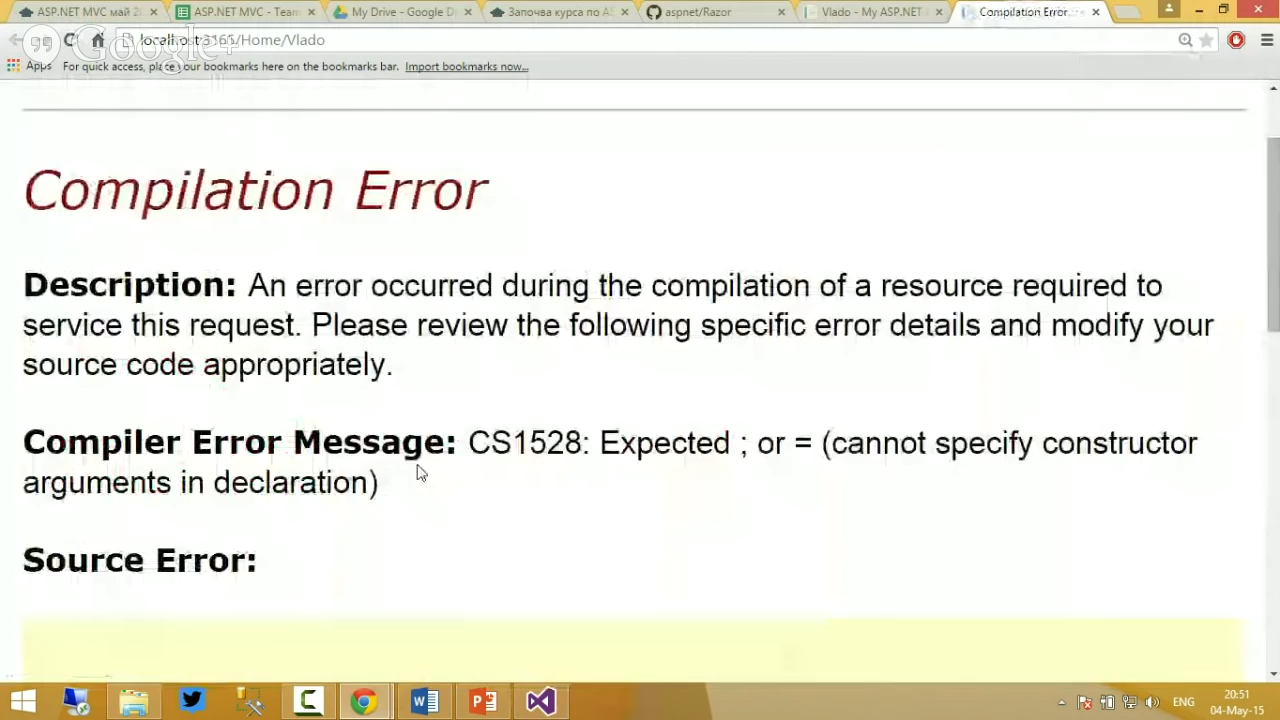 ASP.NET MVC май 2
ASP.NET MVC - Team
My Drive - Google D
Започва курса по AS
aspnet/Razor
Vlado - My ASP.NET
Compilation Error
localhost:3165/Home/Vlado
Google+
Apps
For quick access, place your bookmarks here on the bookmarks bar. Import bookmarks now...
Compilation Error
Description: An error occurred during the compilation of a resource required to
service this request. Please review the following specific error details and modify your
source code appropriately.
Compiler Error Message: CS1528: Expected ; or = (cannot specify constructor
arguments in declaration)
Source Error:
ENG
20:51
04-May-15